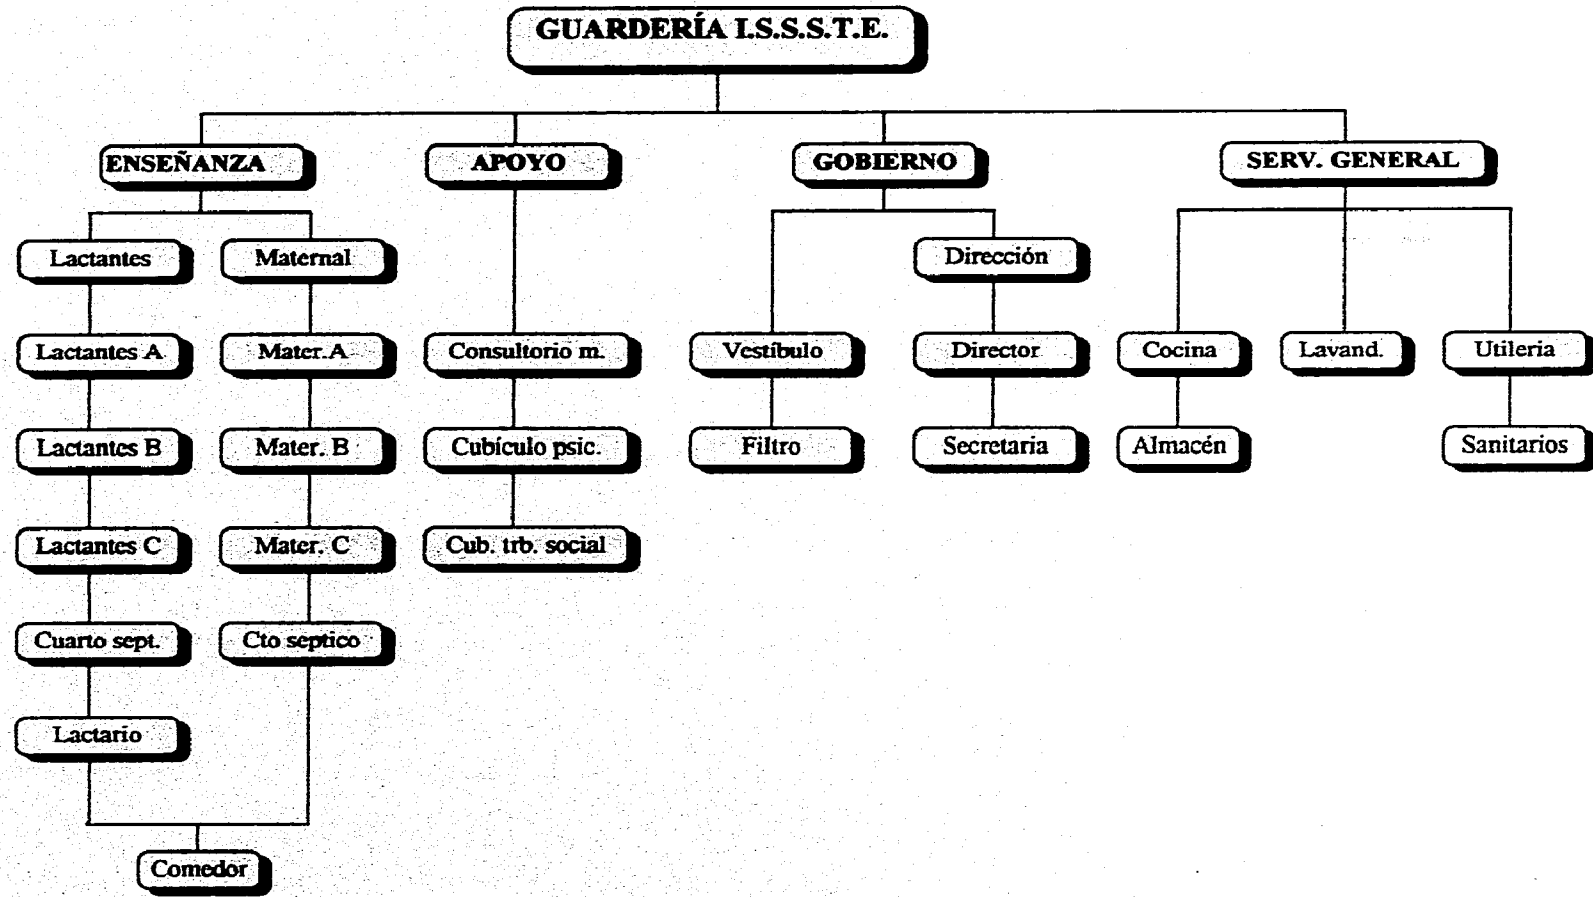 GUARDERÍA I.S.S.S.T.E.
ENSEÑANZA
APOYO
GOBIERNO
SERV. GENERAL
Lactantes
Maternal
Dirección
Lactantes A
Mater.A
Consultorio m.
Vestíbulo
Director
Cocina
Lavand.
Utileria
Lactantes B
Mater. B
Cubículo psic.
Filtro
Secretaria
Almacén
Sanitarios
Lactantes C
Mater. C
Cub. trb. social
Cuarto sept.
Cto septico
Lactario
Comedor